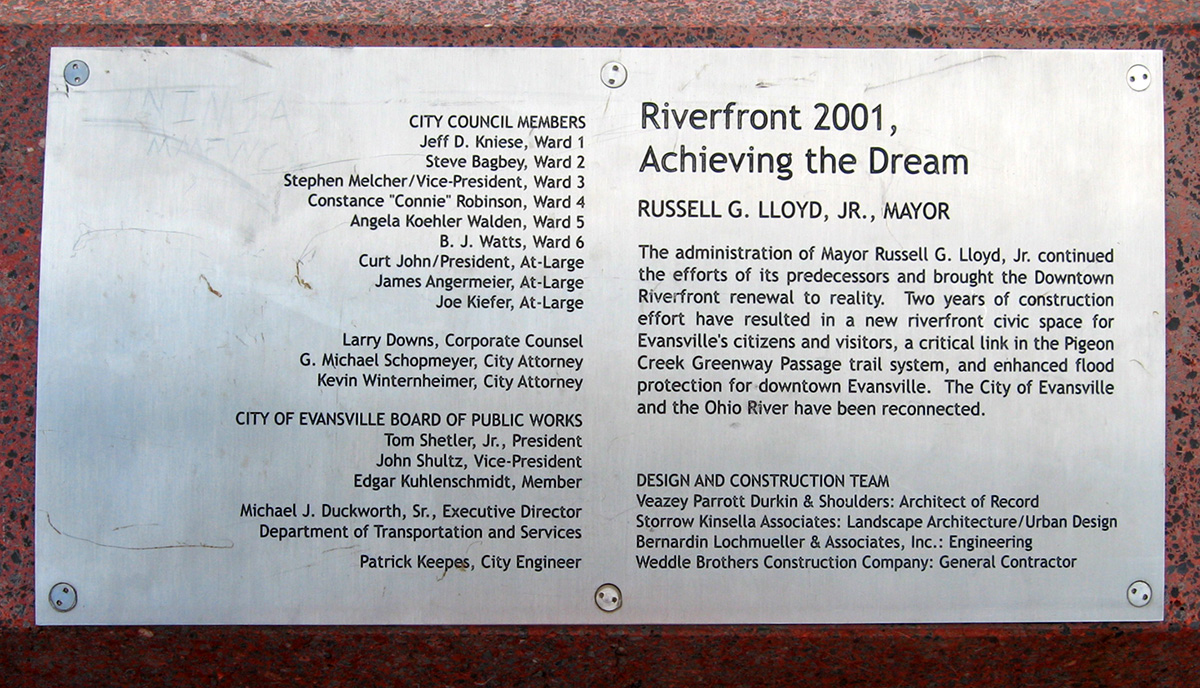 CITY COUNCIL MEMBERS
Jeff D. Kniese, Ward 1
Steve Bagbey, Ward 2
Stephen Melcher/Vice-President, Ward 3
Constance "Connie" Robinson, Ward 4
Angela Koehler Walden, Ward 5
B. J. Watts, Ward 6
Curt John/President, At-Large
James Angermeier, At-Large
Joe Kiefer, At-Large
Larry Downs, Corporate Counsel
G. Michael Schopmeyer, City Attorney
Kevin Winternheimer, City Attorney
CITY OF EVANSVILLE BOARD OF PUBLIC WORKS
Tom Shetler, Jr., President
John Shultz, Vice-President
Edgar Kuhlenschmidt, Member
Michael J. Duckworth, Sr., Executive Director
Department of Transportation and Services
Patrick Keepes, City Engineer
Riverfront 2001,
Achieving the Dream
RUSSELL G. LLOYD, JR., MAYOR
The administration of Mayor Russell G. Lloyd, Jr. continued
the efforts of its predecessors and brought the Downtown
Riverfront renewal to reality. Two years of construction
effort have resulted in a new riverfront civic space for
Evansville's citizens and visitors, a critical link in the Pigeon
Creek Greenway Passage trail system, and enhanced flood
protection for downtown Evansville. The City of Evansville
and the Ohio River have been reconnected.
DESIGN AND CONSTRUCTION TEAM
Veazey Parrott Durkin & Shoulders: Architect of Record
Storrow Kinsella Associates: Landscape Architecture/Urban Design
Bernardin Lochmueller & Associates, Inc.: Engineering
Weddle Brothers Construction Company: General Contractor
NINJA